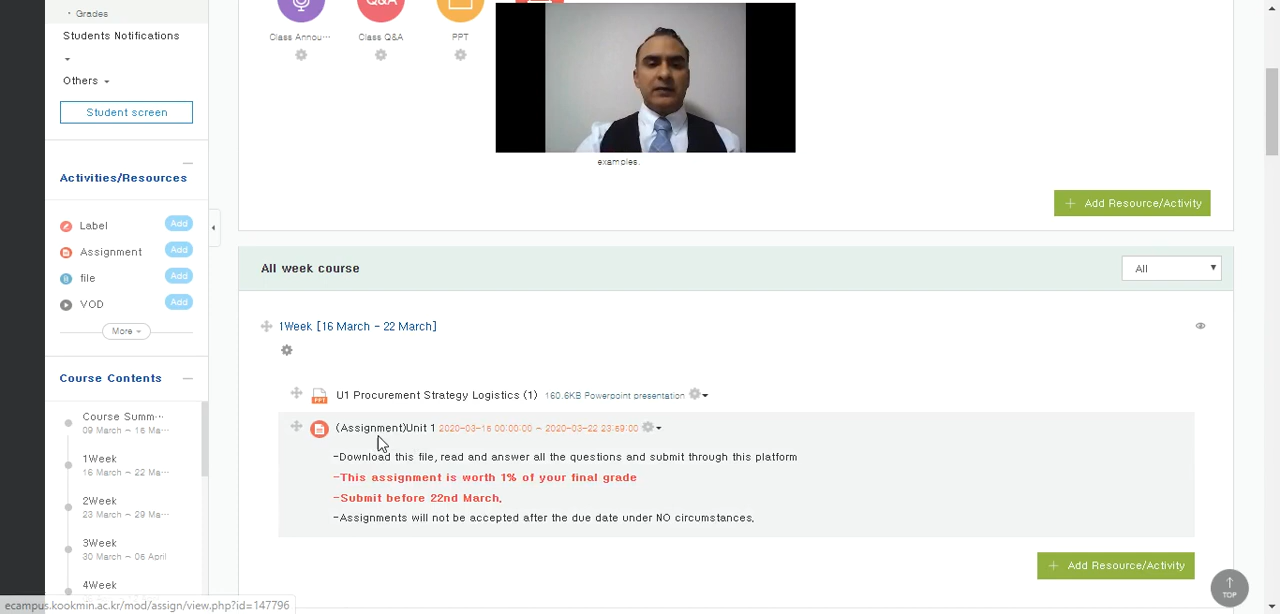 · Grades
Students Notifications
Others
Student screen
Activities/Resources
Label Add
Assignment Add
file Add
VOD Add
More
Course Contents
Course Summ···
09 March ~ 16 Ma···
1Week
16 March ~ 22 Ma···
2Week
23 March ~ 29 Ma···
3Week
30 March ~ 05 April
4Week
Q&A
Class Annou···
Class Q&A
PPT
examples.
+ Add Resource/Activity
All week course
All
1Week [16 March - 22 March]
PPT
U1 Procurement Strategy Logistics (1) 160.6KB Powerpoint presentation
(Assignment)Unit 1 2020-03-16 00:00:00 ~ 2020-03-22 23:59:00
-Download this file, read and answer all the questions and submit through this platform
-This assignment is worth 1% of your final grade
-Submit before 22nd March.
-Assignments will not be accepted after the due date under NO circumstances.
+ Add Resource/Activity
TOP
ecampus.kookmin.ac.kr/mod/assign/view.php?id=147796